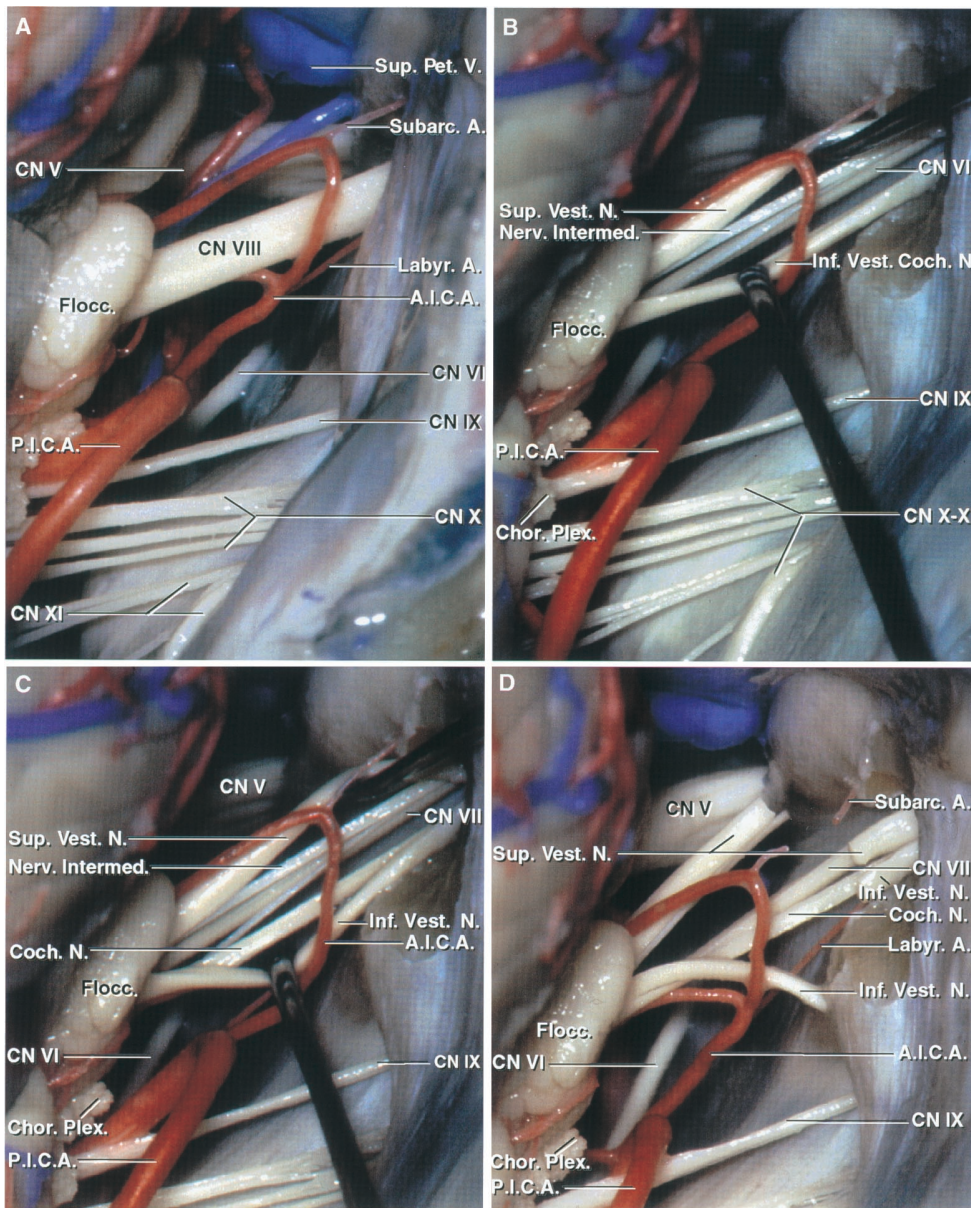 A
Sup. Pet. V.
Subarc. A.
CN V
CN VIII
Labyr. A.
A.I.C.A.
Flocc.
CN VI
CN IX
P.I.C.A.
CN X
CN XI
B
CN VI
Sup. Vest. N.
Nerv. Intermed.
Inf. Vest. Coch. N
Flocc.
CN IX
P.I.C.A.
Chor. Plex.
CN X-X
C
CN V
CN VII
Sup. Vest. N.
Nerv. Intermed.
Inf. Vest. N.
A.I.C.A.
Coch. N.
Flocc.
CN VI
CN IX
Chor. Plex.
P.I.C.A.
D
CN V
Subarc. A.
Sup. Vest. N.
CN VII
Inf. Vest. N.
Coch. N.
Labyr. A.
Inf. Vest. N.
Flocc.
CN VI
A.I.C.A.
CN IX
Chor. Plex.
P.I.C.A.